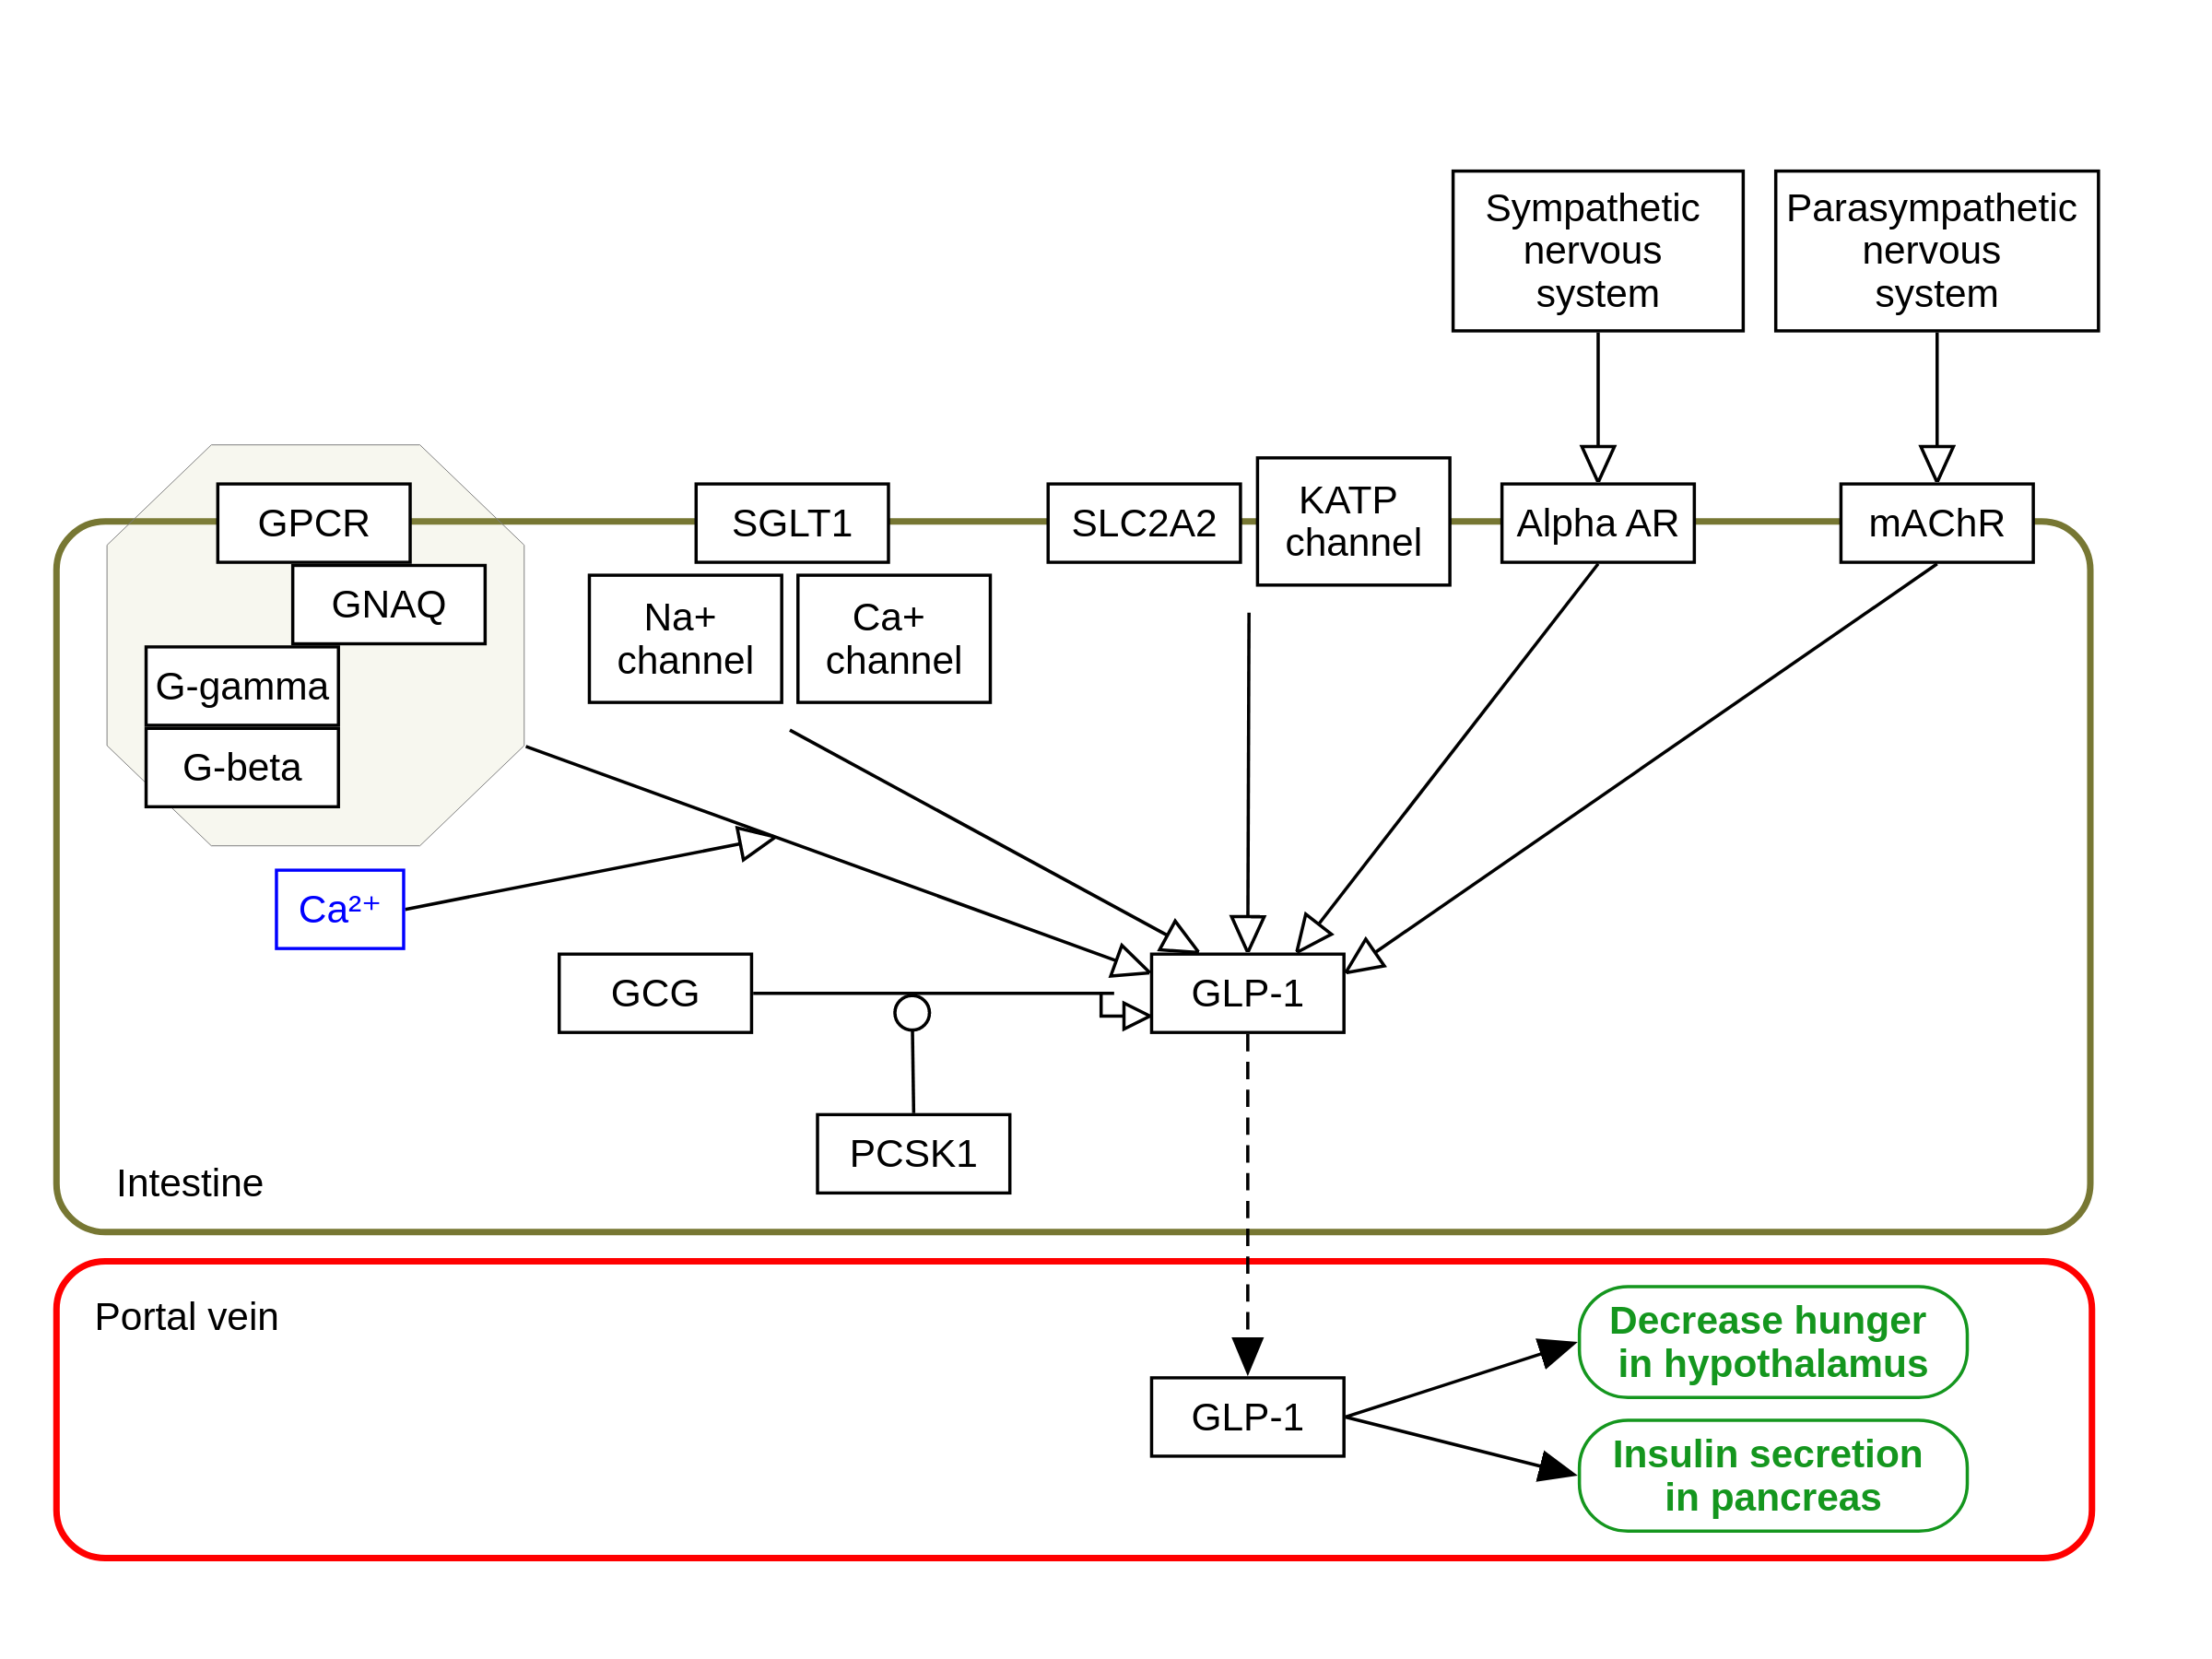 Sympathetic
nervous
system
Parasympathetic
nervous
system
GPCR
SGLT1
SLC2A2
KATP
channel
Alpha AR
mAChR
GNAQ
Na+
channel
Ca+
channel
G-gamma
G-beta
Ca²⁺
GCG
GLP-1
PCSK1
Intestine
Portal vein
GLP-1
Decrease hunger
in hypothalamus
Insulin secretion
in pancreas